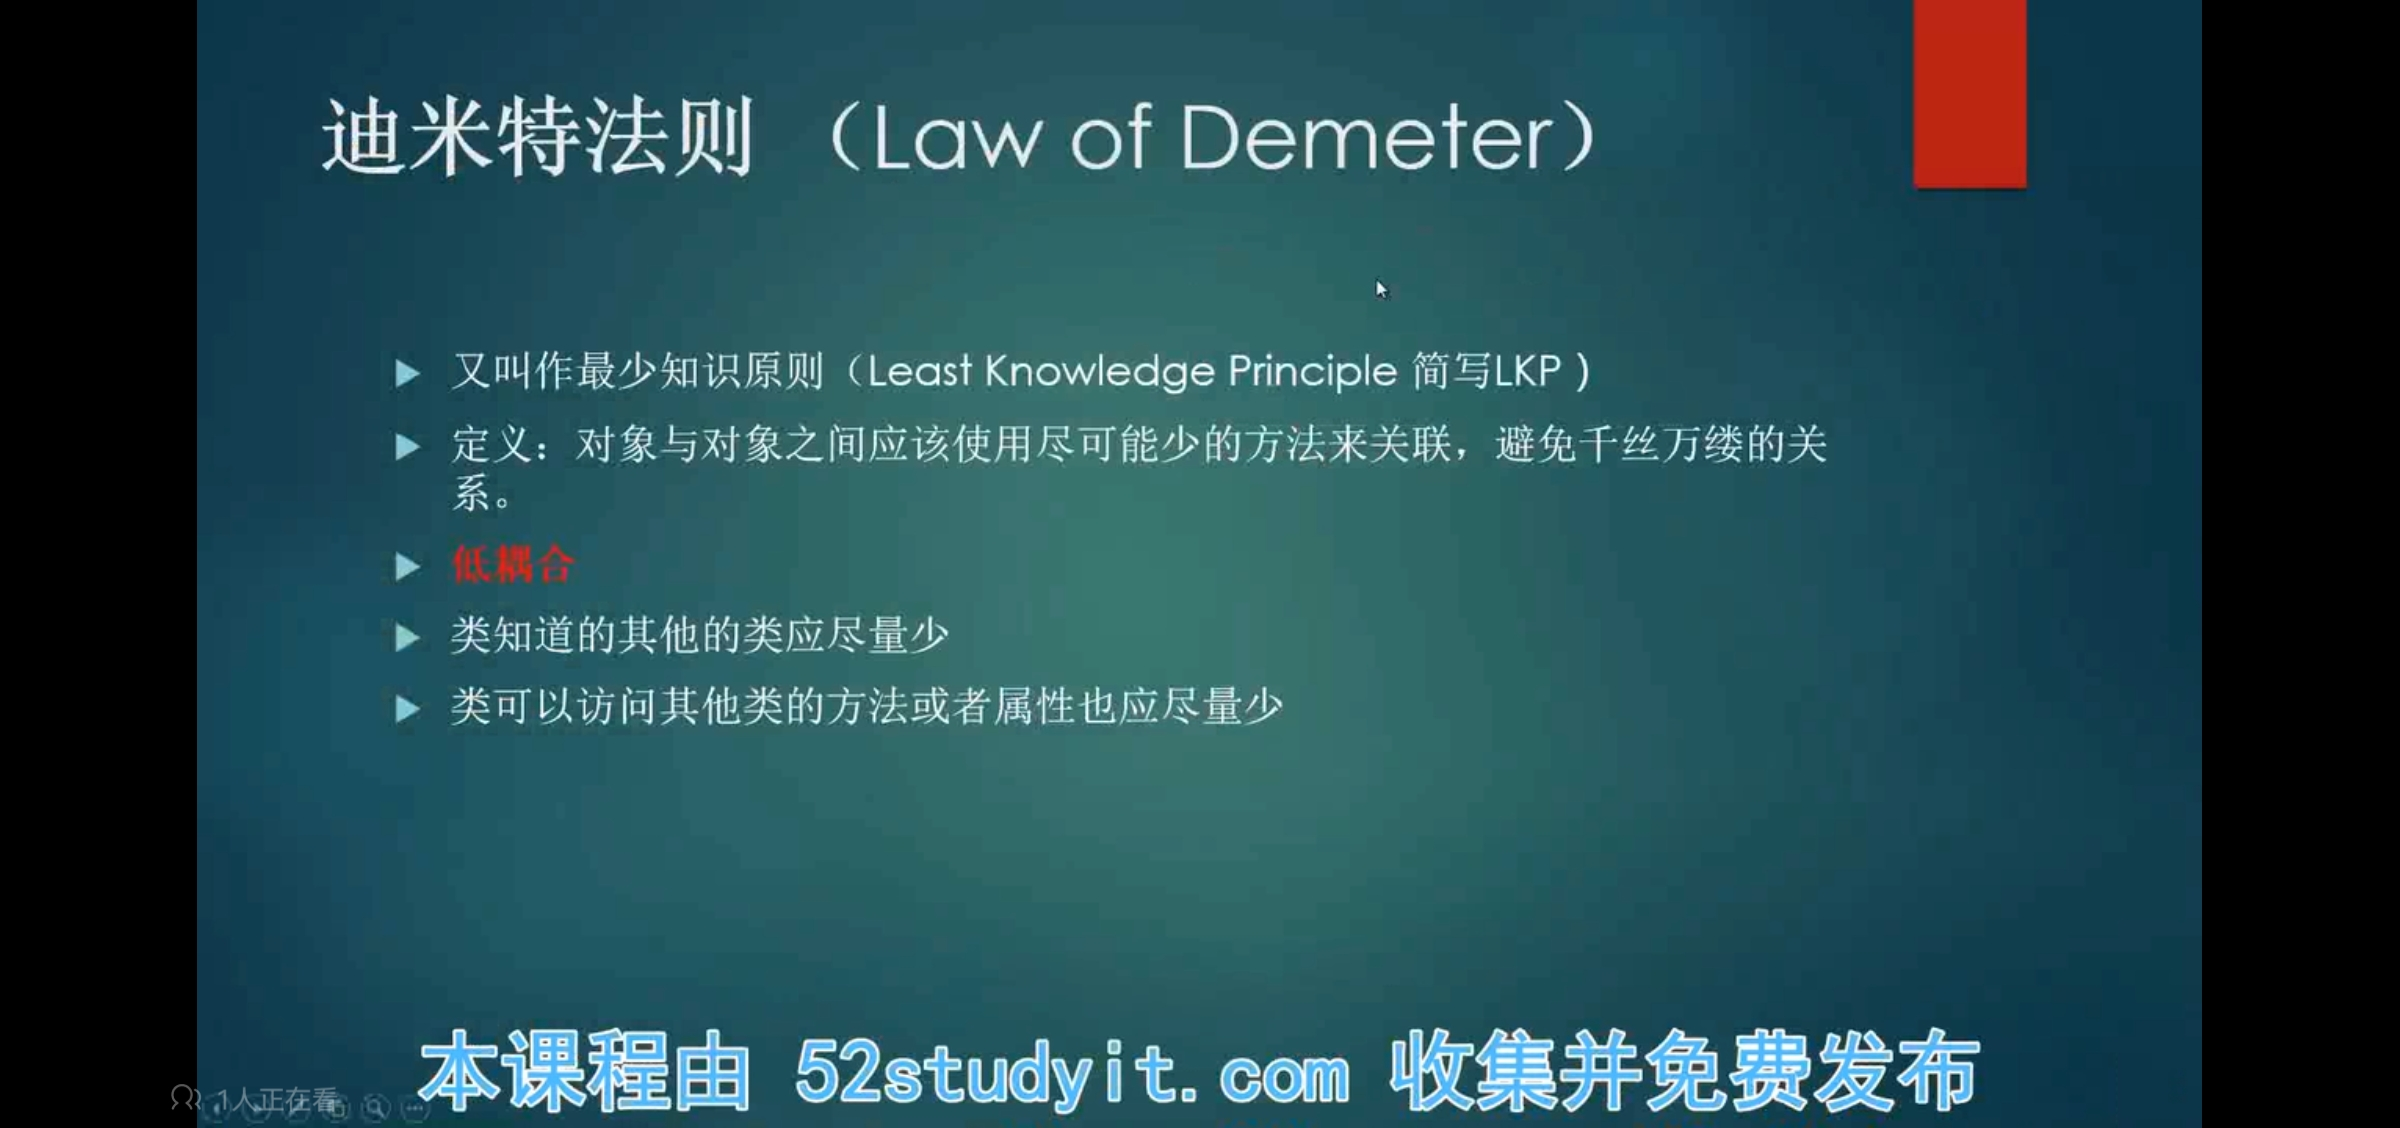 迪米特法则 （Law of Demeter）
又叫作最少知识原则（Least Knowledge Principle 简写LKP )
定义：对象与对象之间应该使用尽可能少的方法来关联，避免千丝万缕的关
系。
低耦合
类知道的其他的类应尽量少
类可以访问其他类的方法或者属性也应尽量少
本课程由 52studyit.com 收集并免费发布
1人正在看